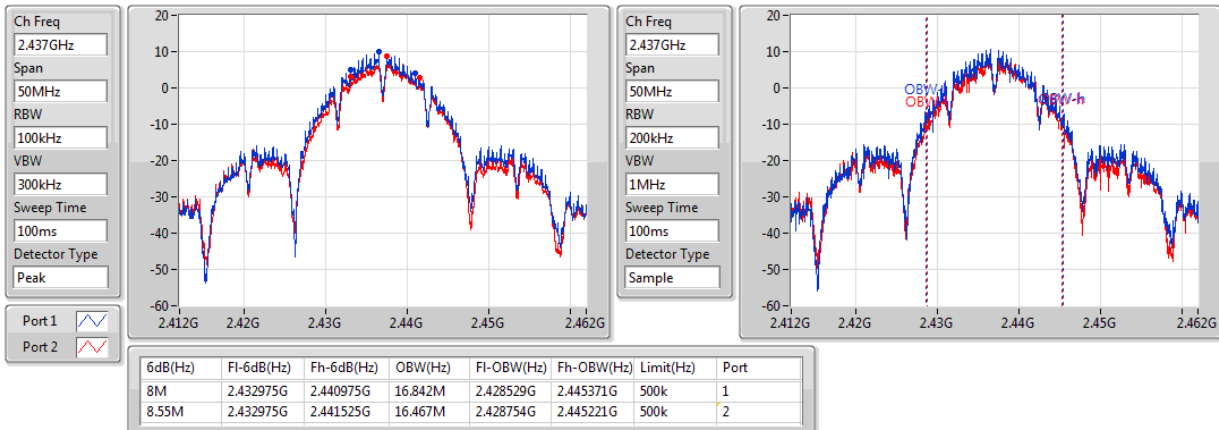 Ch Freq
2.437GHz
Span
50MHz
RBW
100kHz
VBW
300kHz
Sweep Time
100ms
Detector Type
Peak
Port 1
Port 2
20
10
0
-10
-20
-30
-40
-50
-60
2.412G 2.42G 2.43G 2.44G 2.45G 2.462G
Ch Freq
2.437GHz
Span
50MHz
RBW
200kHz
VBW
1MHz
Sweep Time
100ms
Detector Type
Sample
20
10
0
-10
-20
-30
-40
-50
-60
OBW
OBW
OBW-h
2.412G 2.42G 2.43G 2.44G 2.45G 2.462G
6dB(Hz) Fl-6dB(Hz) Fh-6dB(Hz) OBW(Hz) Fl-OBW(Hz) Fh-OBW(Hz) Limit(Hz) Port
8M 2.432975G 2.440975G 16.842M 2.428529G 2.445371G 500k 1
8.55M 2.432975G 2.441525G 16.467M 2.428754G 2.445221G 500k 2